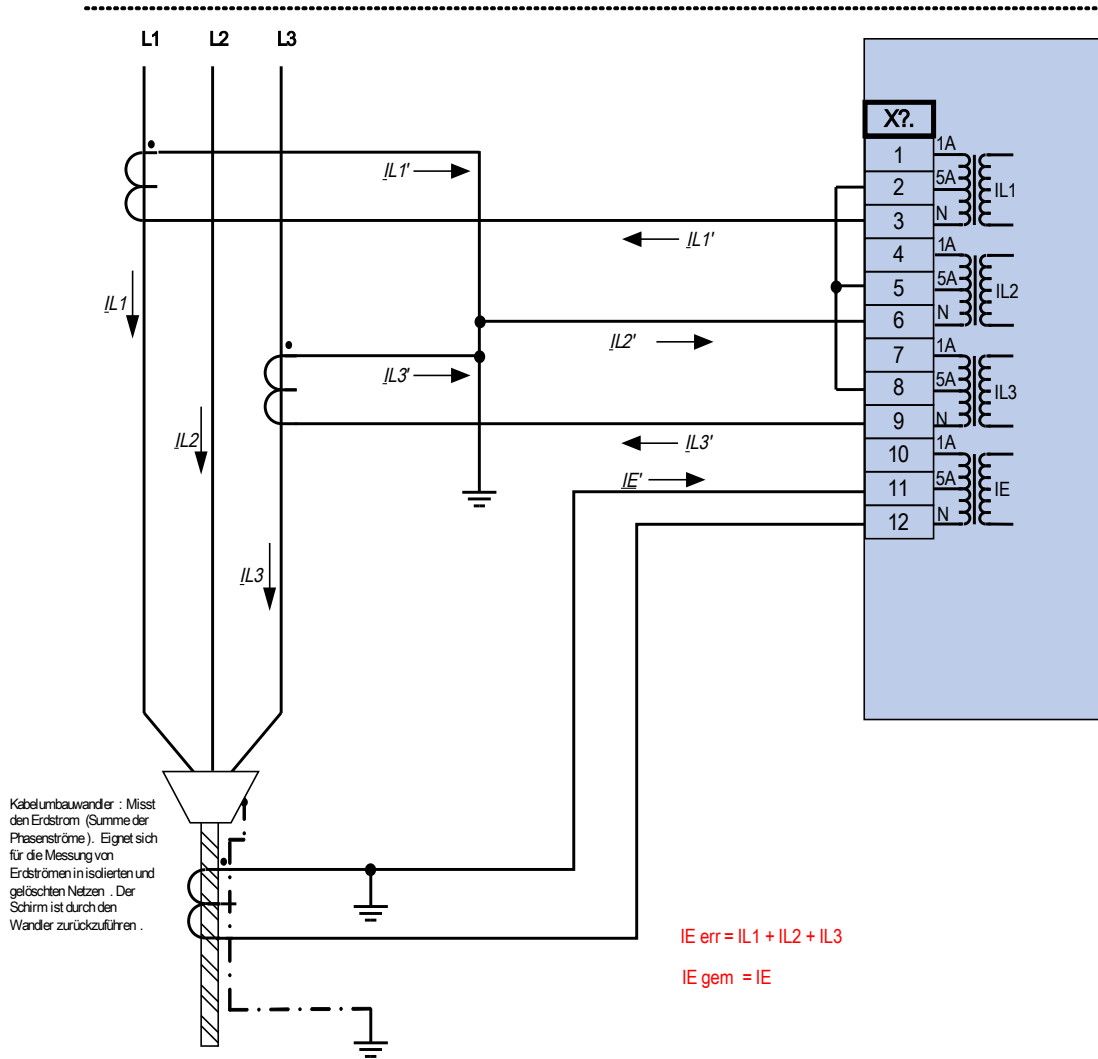 L1 L2 L3
X?.
1 1A
2 5A IL1
3 N
4 1A
5 5A IL2
6 N
7 1A
8 5A IL3
9 N
10 1A
11 5A IE
12 N
IL1'
IL1'
IL1
IL2'
IL3'
IL2
IL3'
IE'
IL3
Kabelumbauwandler : Misst
den Erdstrom (Summe der
Phasenströme ). Eignet sich
für die Messung von
Erdströmen in isolierten und
gelöschten Netzen . Der
Schirm ist durch den
Wandler zurückzuführen .
IE err = IL1 + IL2 + IL3
IE gem = IE